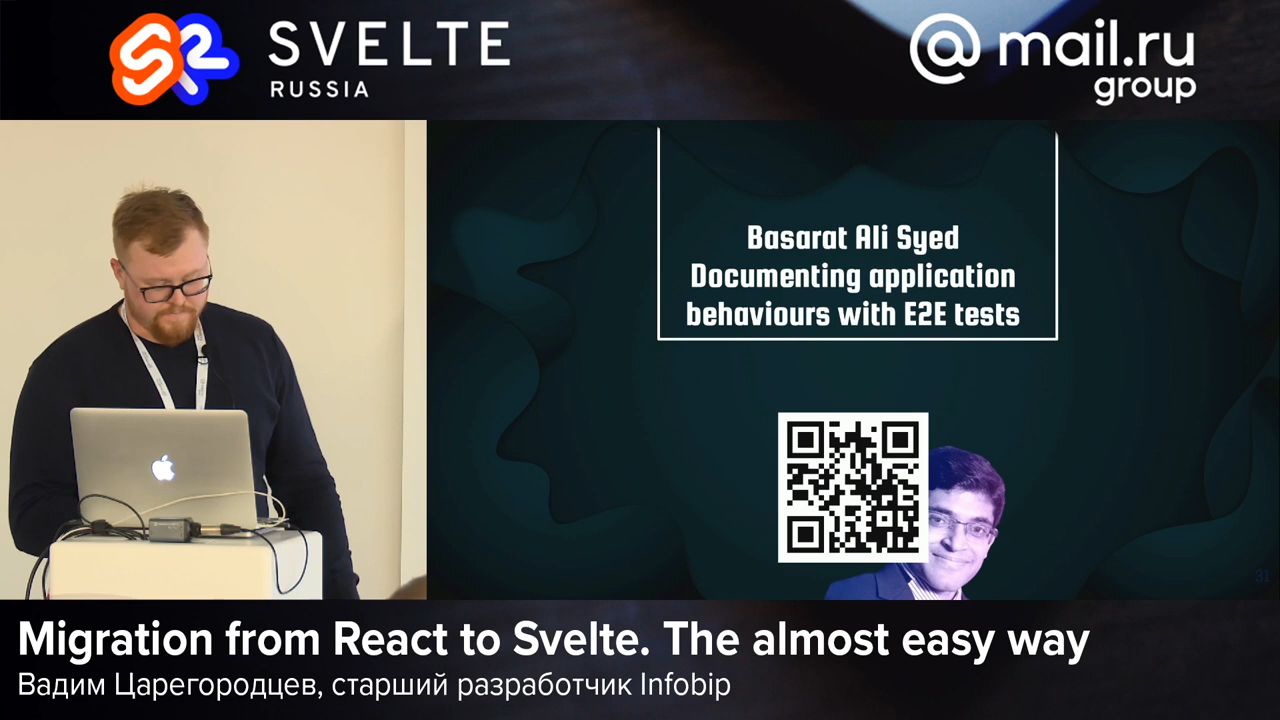 SVELTE
RUSSIA
@mail.ru
group
Basarat Ali Syed
Documenting application
behaviours with E2E tests
31
Migration from React to Svelte. The almost easy way
Вадим Царегородцев, старший разработчик Infobip